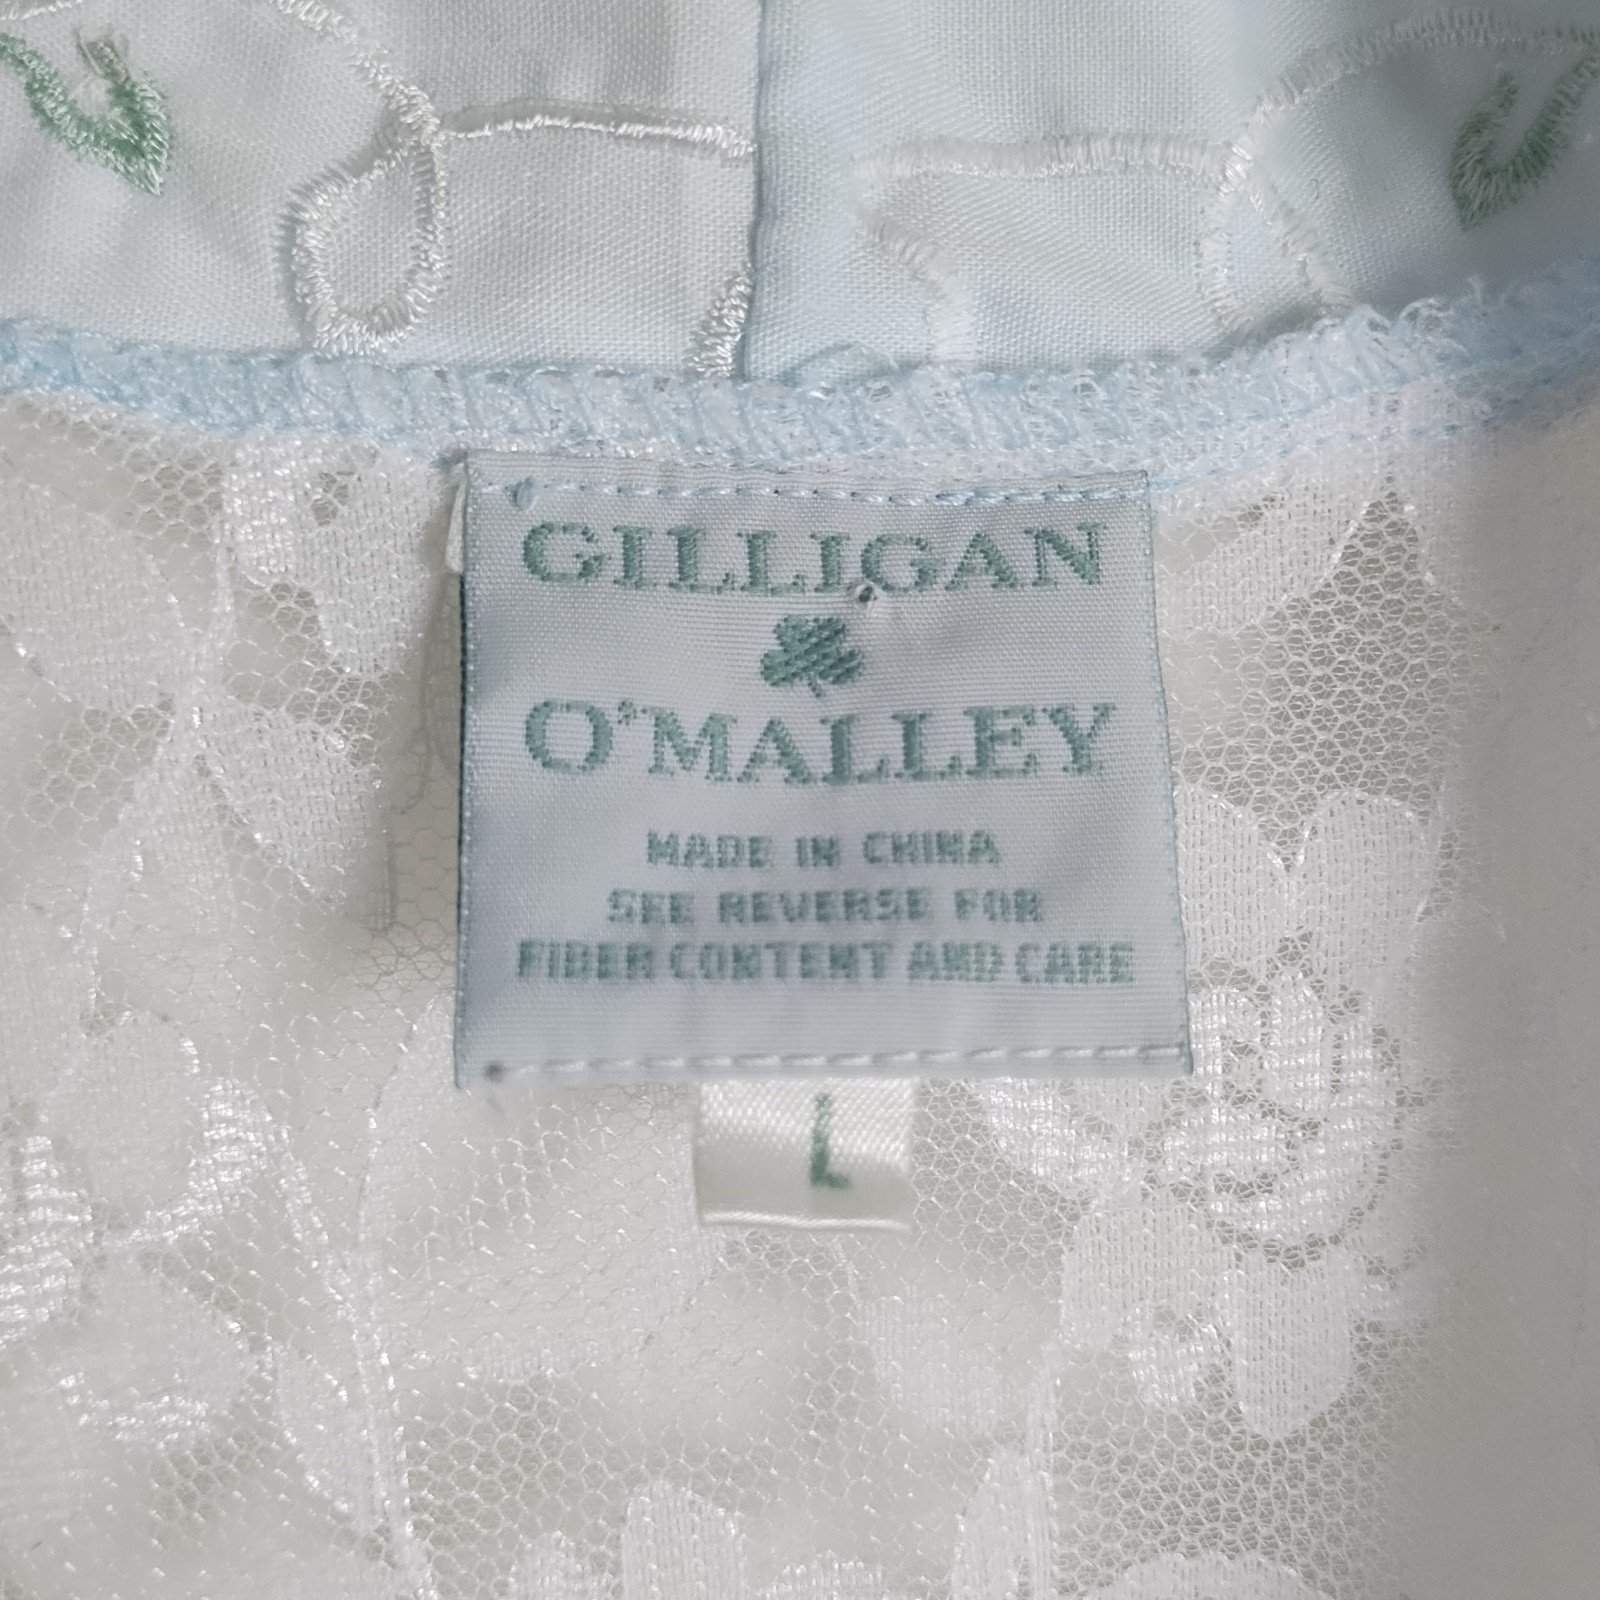 GILLIGAN
O'MALLEY
MADE IN CHINA
SEE REVERSE FOR
FIBER CONTENT AND CARE
L